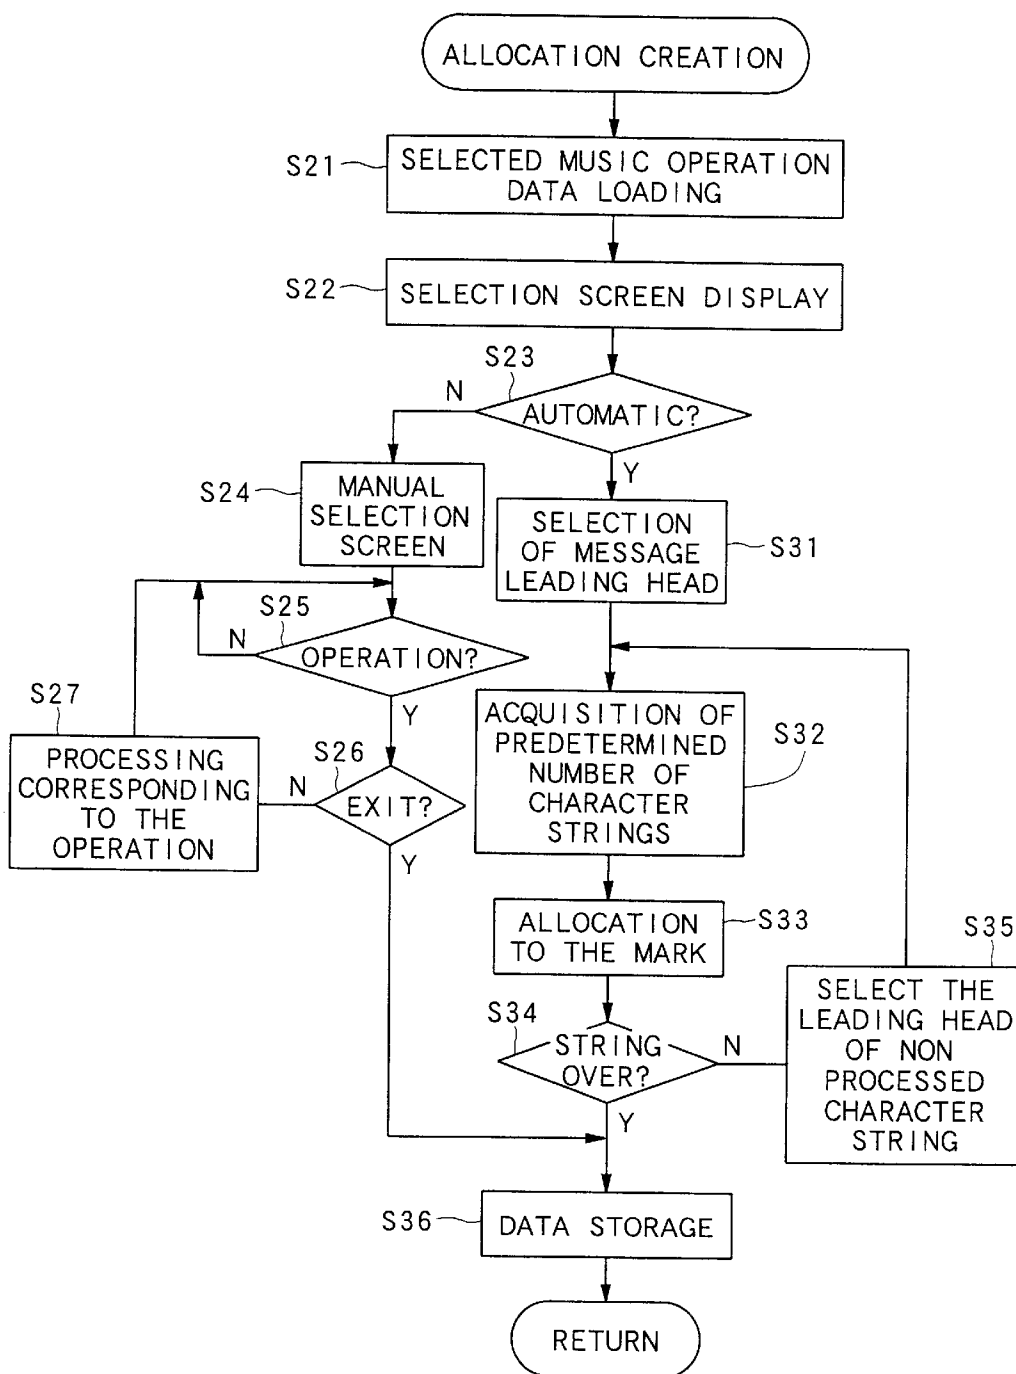 ALLOCATION CREATION
S21
SELECTED MUSIC OPERATION
DATA LOADING
S22
SELECTION SCREEN DISPLAY
S23
N
AUTOMATIC?
Y
S24
MANUAL
SELECTION
SCREEN
SELECTION
OF MESSAGE
LEADING HEAD
S31
S25
N
OPERATION?
Y
S27
PROCESSING
CORRESPONDING
TO THE
OPERATION
S26
N
EXIT?
Y
ACQUISITION OF
PREDETERMINED
NUMBER OF
CHARACTER
STRINGS
S32
ALLOCATION
TO THE MARK
S33
S34
STRING
OVER?
N
Y
S35
SELECT THE
LEADING HEAD
OF NON
PROCESSED
CHARACTER
STRING
S36
DATA STORAGE
RETURN